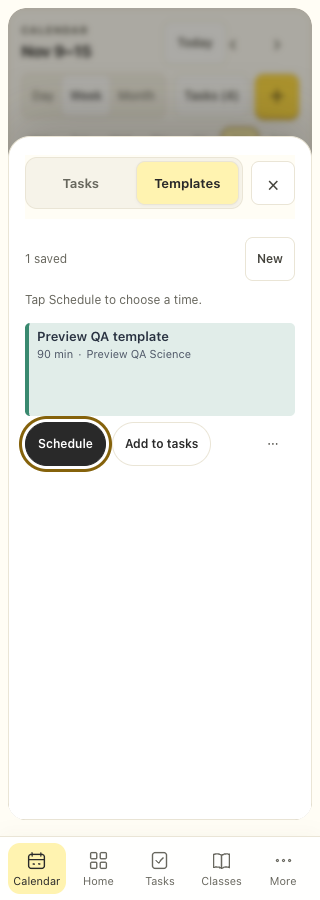 CALENDAR
Nov 9–15
Today
Day
Week
Month
Tasks (4)
Tasks
Templates
1 saved
New
Tap Schedule to choose a time.
Preview QA template
90 min · Preview QA Science
Schedule
Add to tasks
Calendar
Home
Tasks
Classes
More